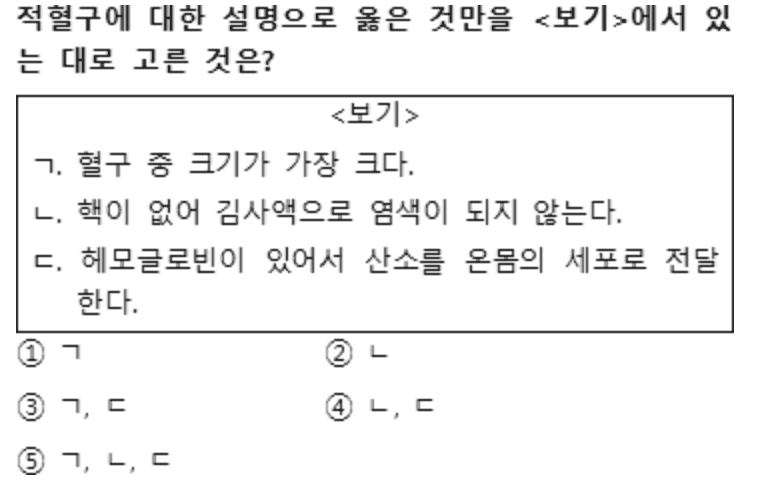 적혈구에 대한 설명으로 옳은 것만을 <보기>에서 있
는 대로 고른 것은?
<보기>
ㄱ. 혈구 중 크기가 가장 크다.
ㄴ. 핵이 없어 김사액으로 염색이 되지 않는다.
ㄷ. 헤모글로빈이 있어서 산소를 온몸의 세포로 전달
한다.
① ㄱ ② ㄴ
③ ㄱ, ㄷ ④ ㄴ, ㄷ
⑤ ㄱ, ㄴ, ㄷ